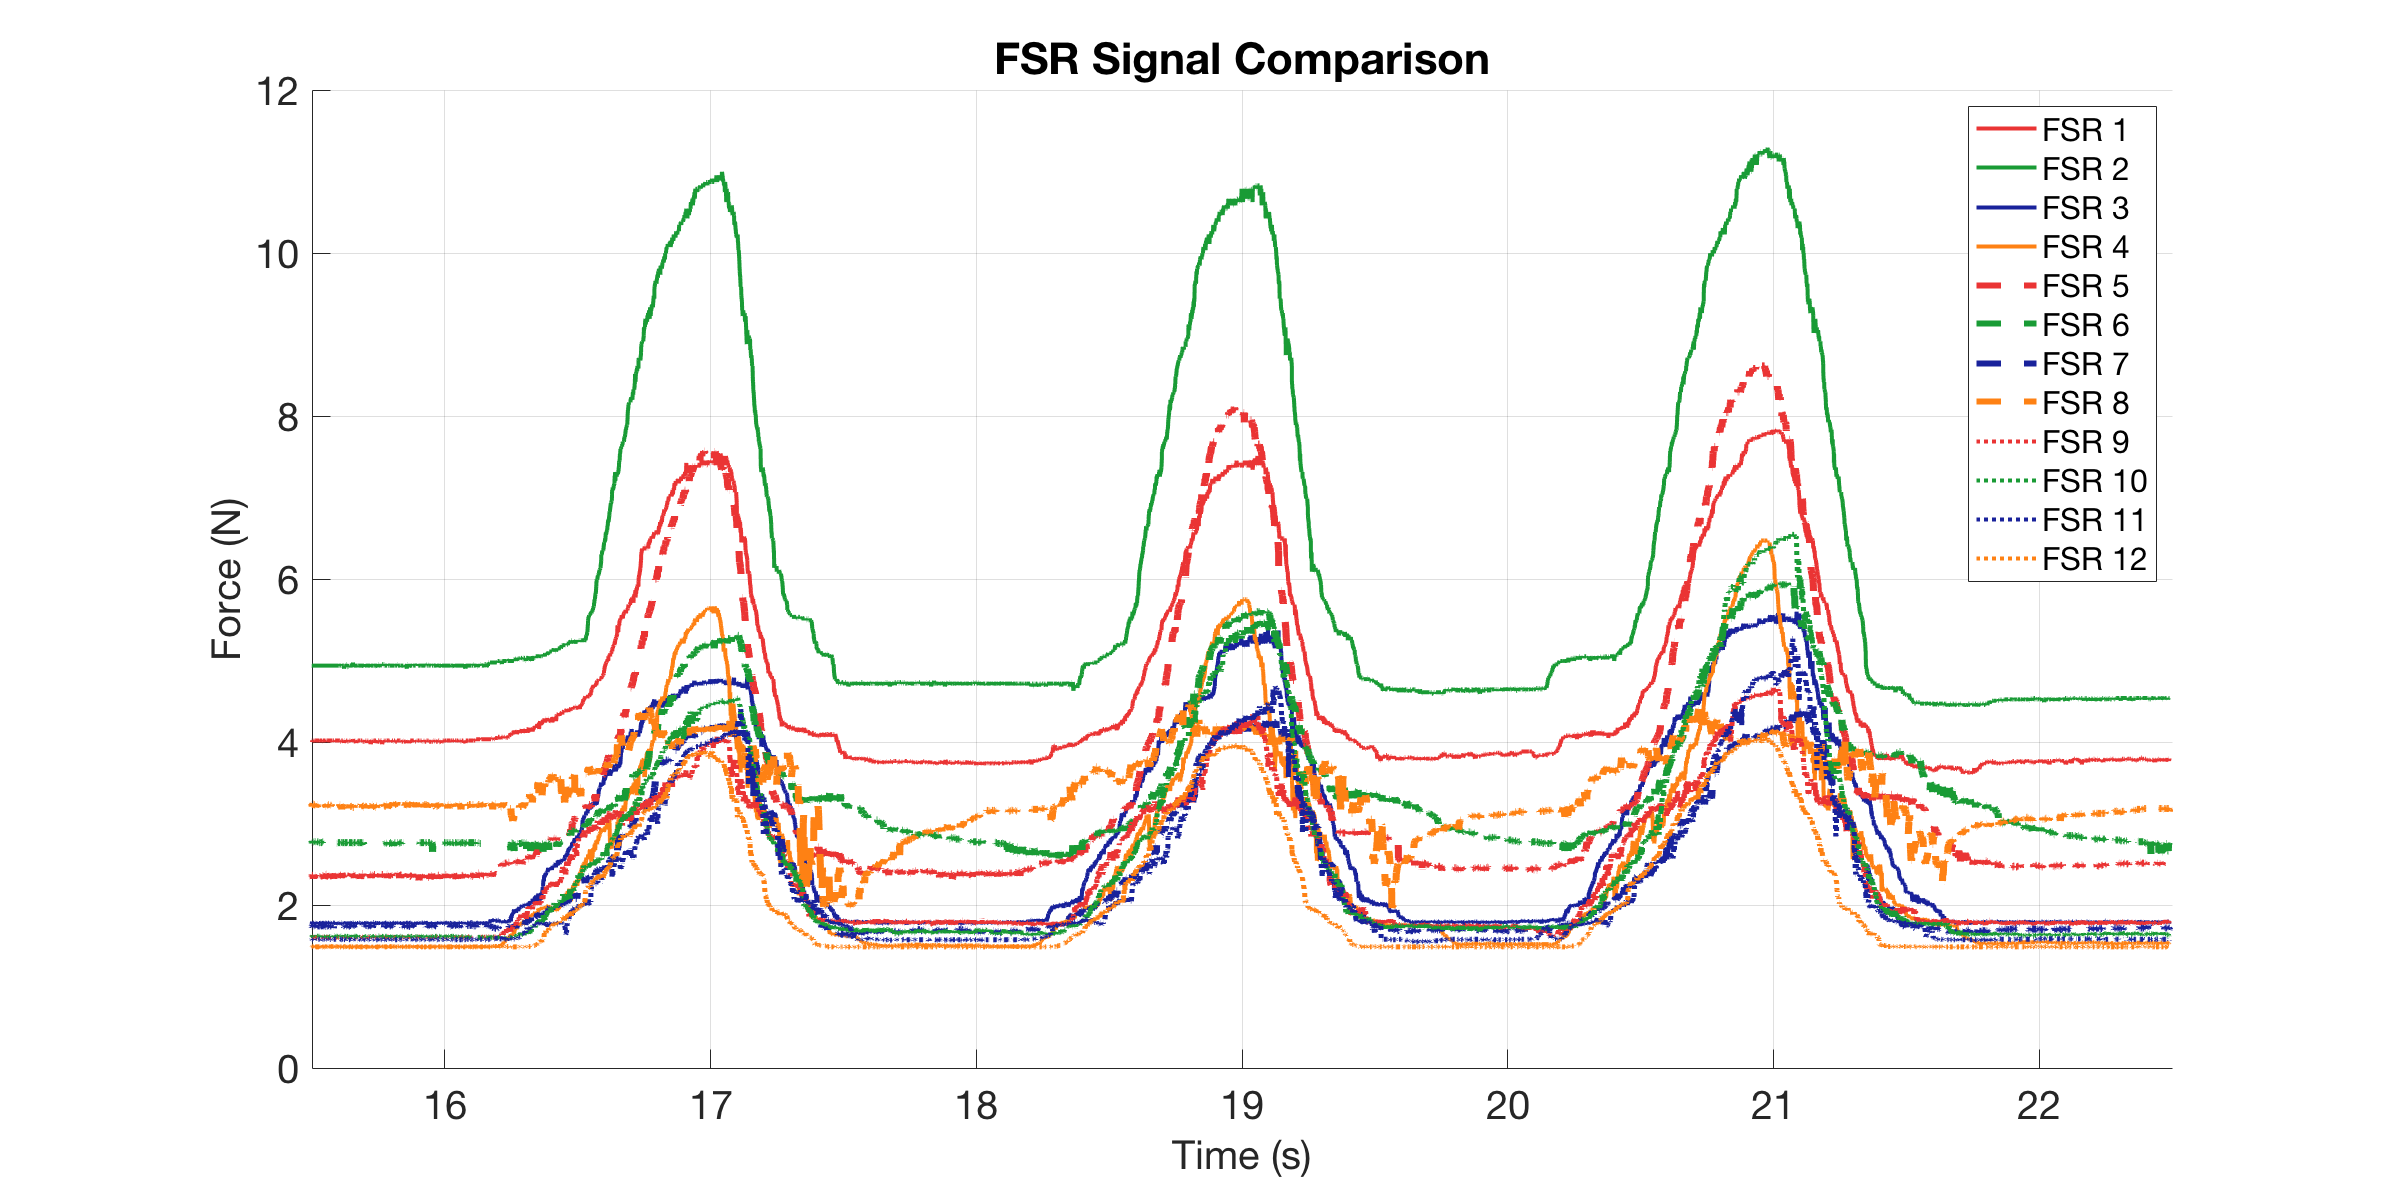 FSR Signal Comparison
12
10
8
6
4
2
0
Force (N)
FSR 1
FSR 2
FSR 3
FSR 4
FSR 5
FSR 6
FSR 7
FSR 8
FSR 9
FSR 10
FSR 11
FSR 12
16 17 18 19 20 21 22
Time (s)